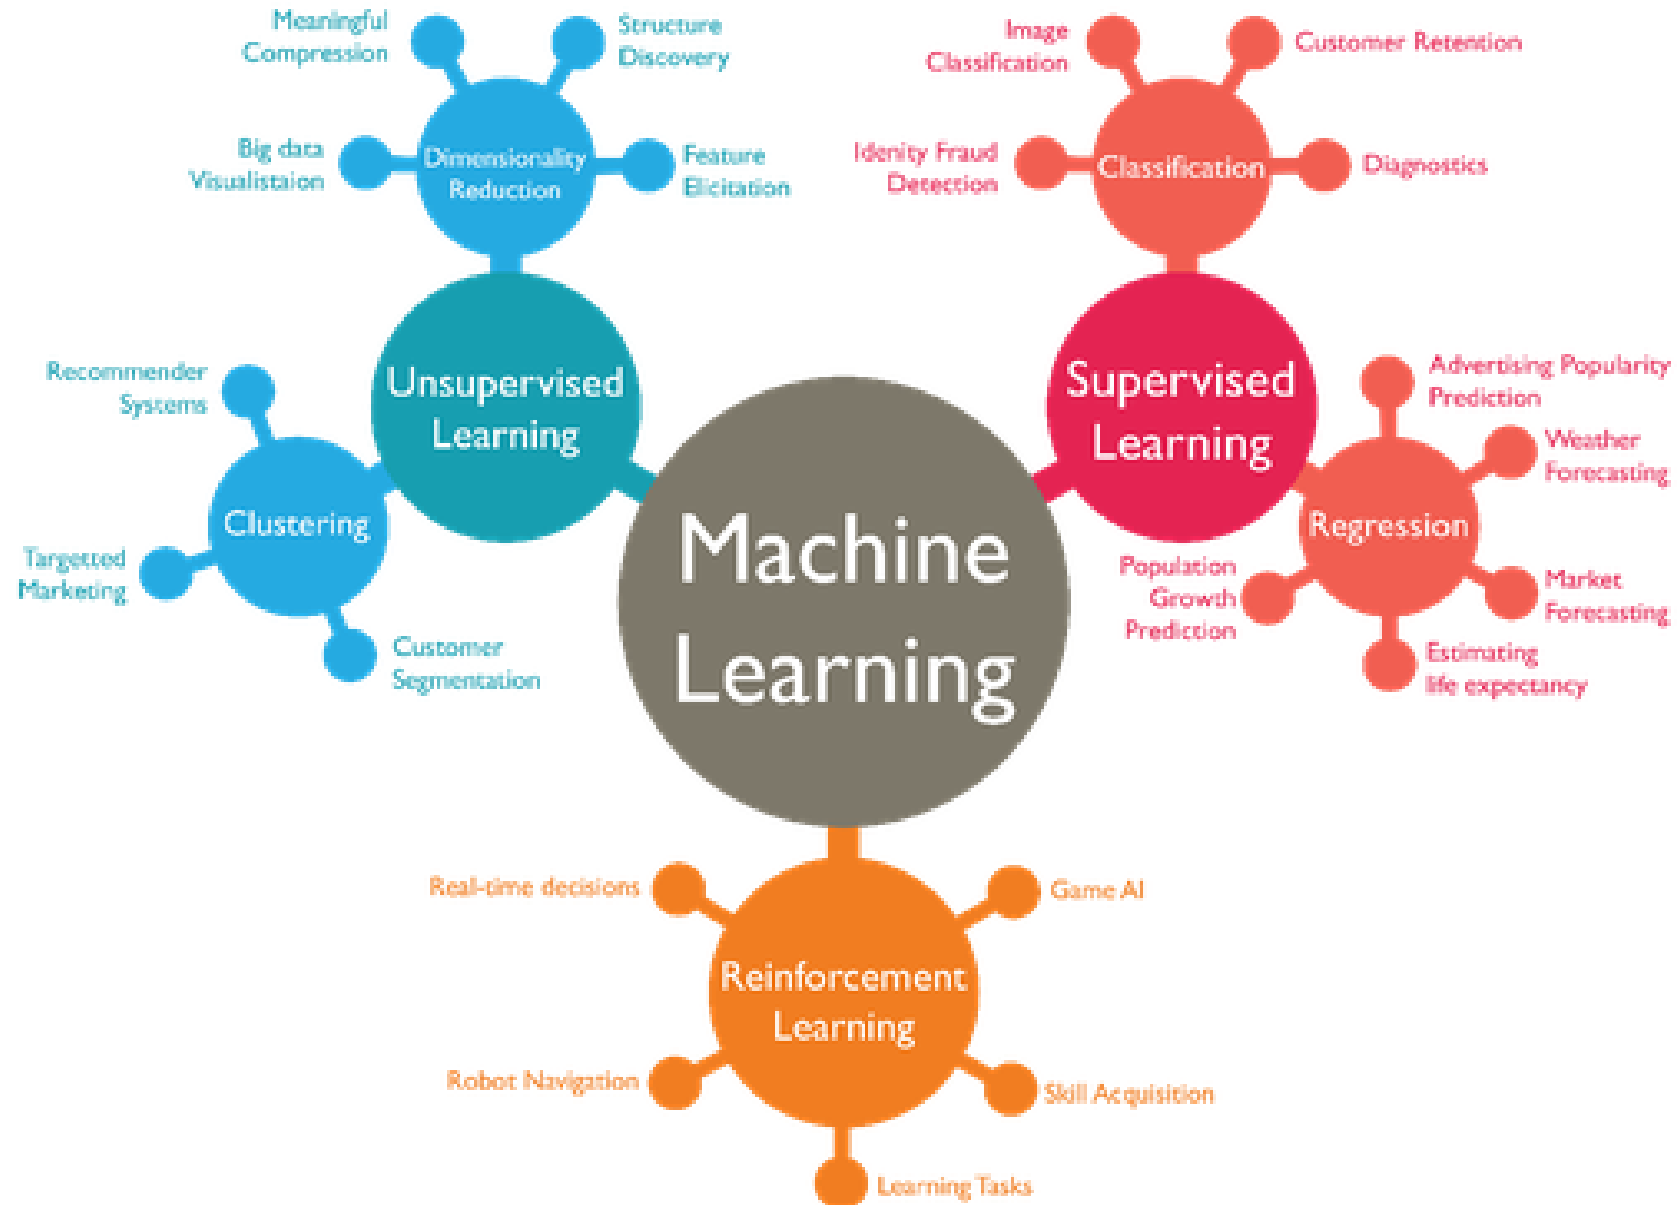 Meaningful
Compression
Structure
Discovery
Big data
Visualistaion
Dimensionality
Reduction
Feature
Elicitation
Image
Classification
Customer Retention
Idenity Fraud
Detection
Classification
Diagnostics
Unsupervised
Learning
Recommender
Systems
Clustering
Targetted
Marketing
Customer
Segmentation
Supervised
Learning
Advertising Popularity
Prediction
Weather
Forecasting
Regression
Population
Growth
Prediction
Market
Forecasting
Estimating
life expectancy
Machine
Learning
Real-time decisions
Game AI
Reinforcement
Learning
Robot Navigation
Skill Acquisition
Learning Tasks